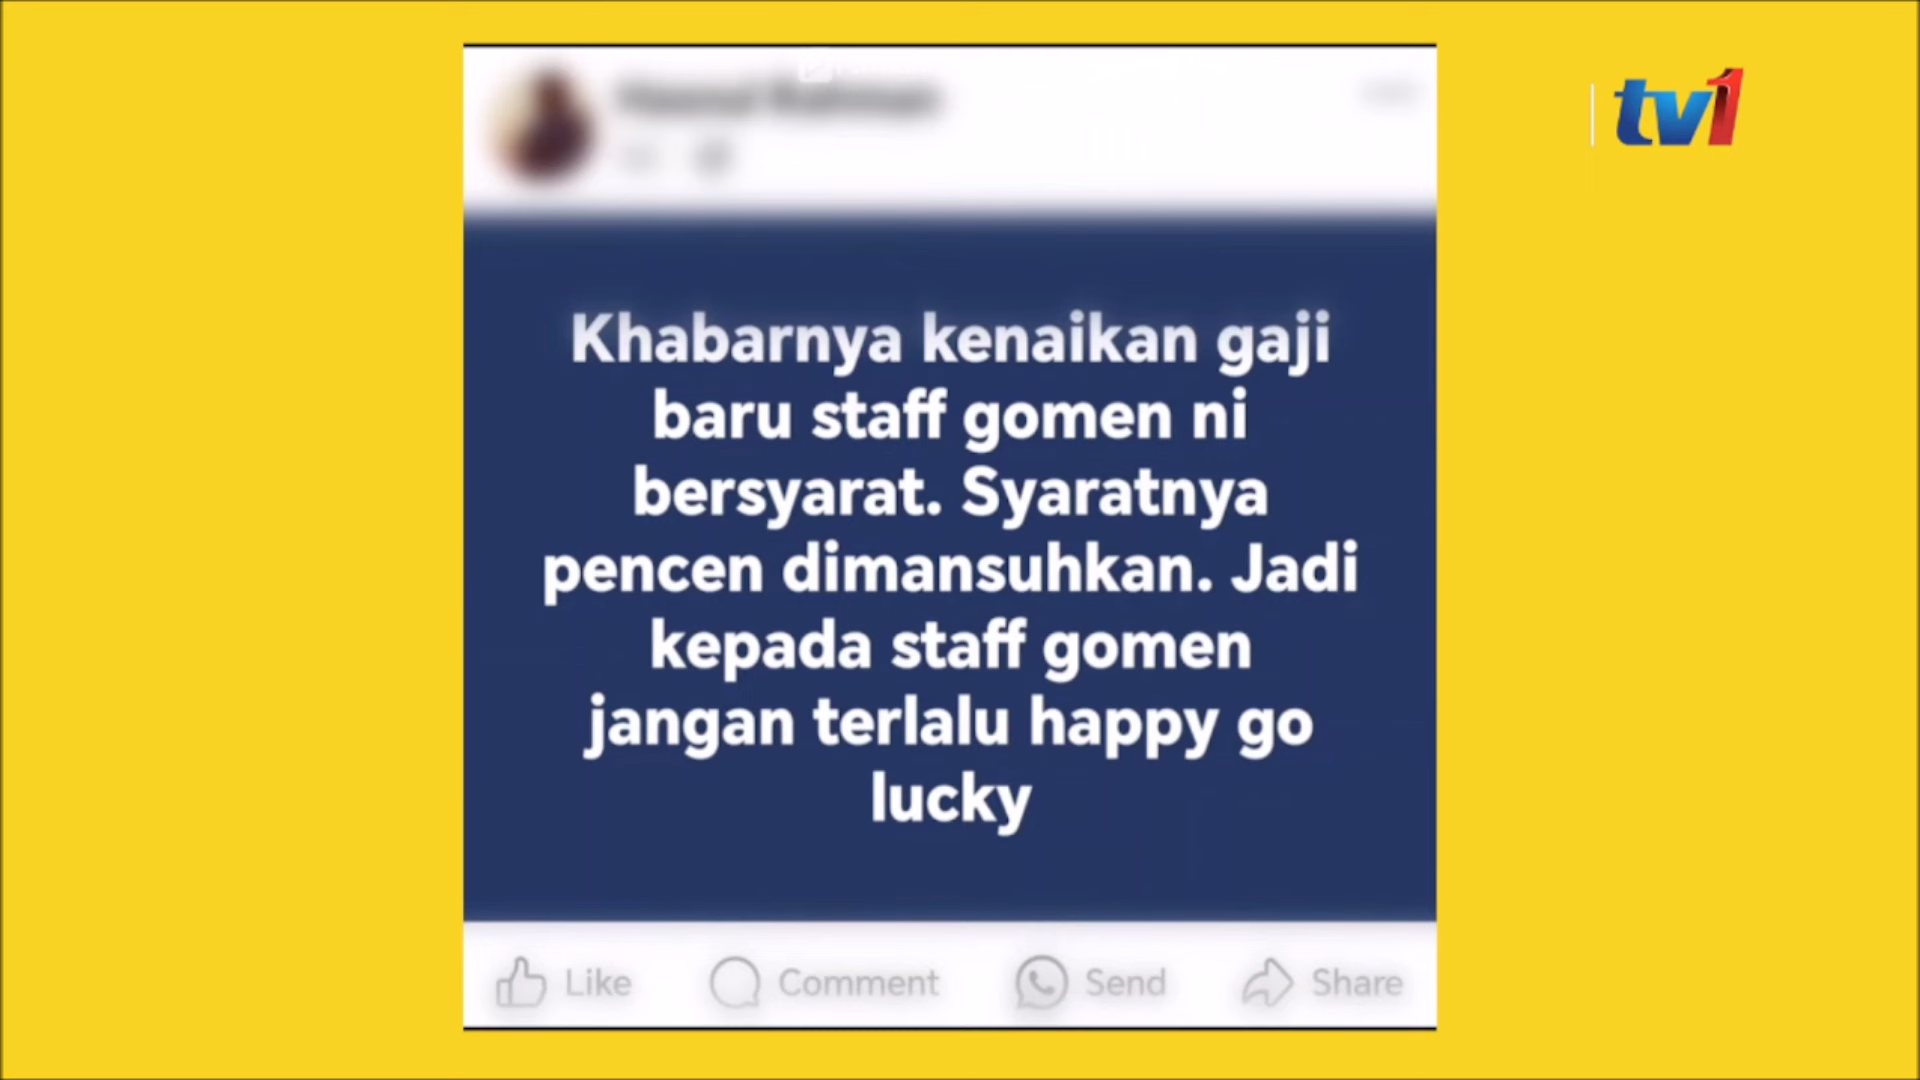 tv1
Khabarnya kenaikan gaji
baru staff gomen ni
bersyarat. Syaratnya
pencen dimansuhkan. Jadi
kepada staff gomen
jangan terlalu happy go
lucky
Like Comment Send Share